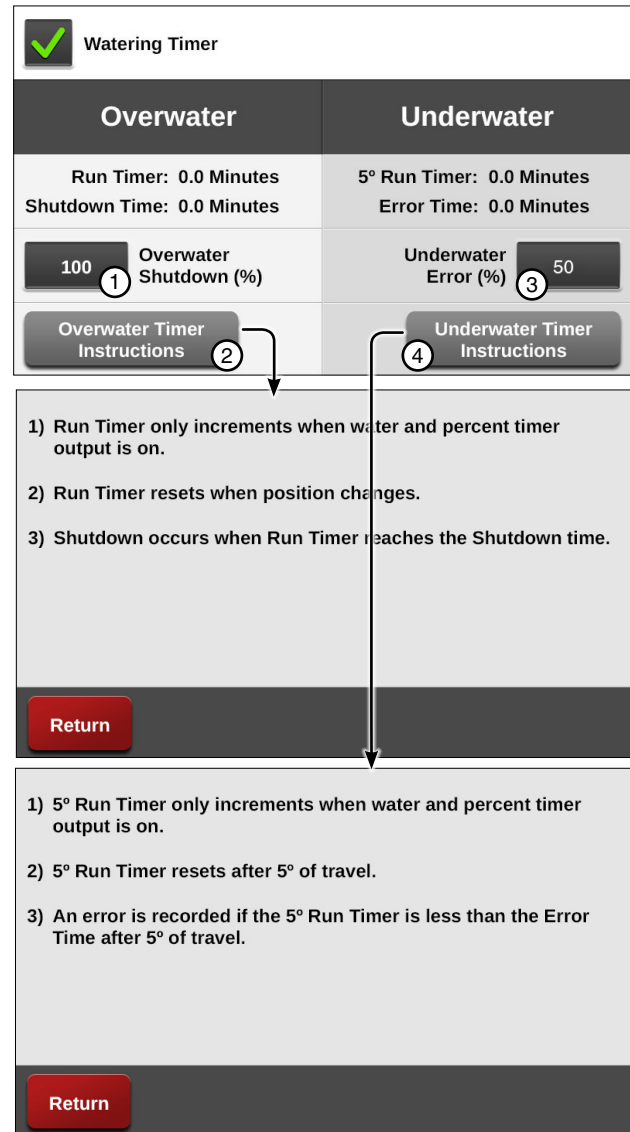 Watering Timer
Overwater
Underwater
Run Timer: 0.0 Minutes
Shutdown Time: 0.0 Minutes
5º Run Timer: 0.0 Minutes
Error Time: 0.0 Minutes
100
1
Overwater
Shutdown (%)
Underwater
Error (%)
3
50
Overwater Timer
Instructions
2
4
Underwater Timer
Instructions
1) Run Timer only increments when water and percent timer
output is on.
2) Run Timer resets when position changes.
3) Shutdown occurs when Run Timer reaches the Shutdown time.
Return
1) 5º Run Timer only increments when water and percent timer
output is on.
2) 5º Run Timer resets after 5º of travel.
3) An error is recorded if the 5º Run Timer is less than the Error
Time after 5º of travel.
Return